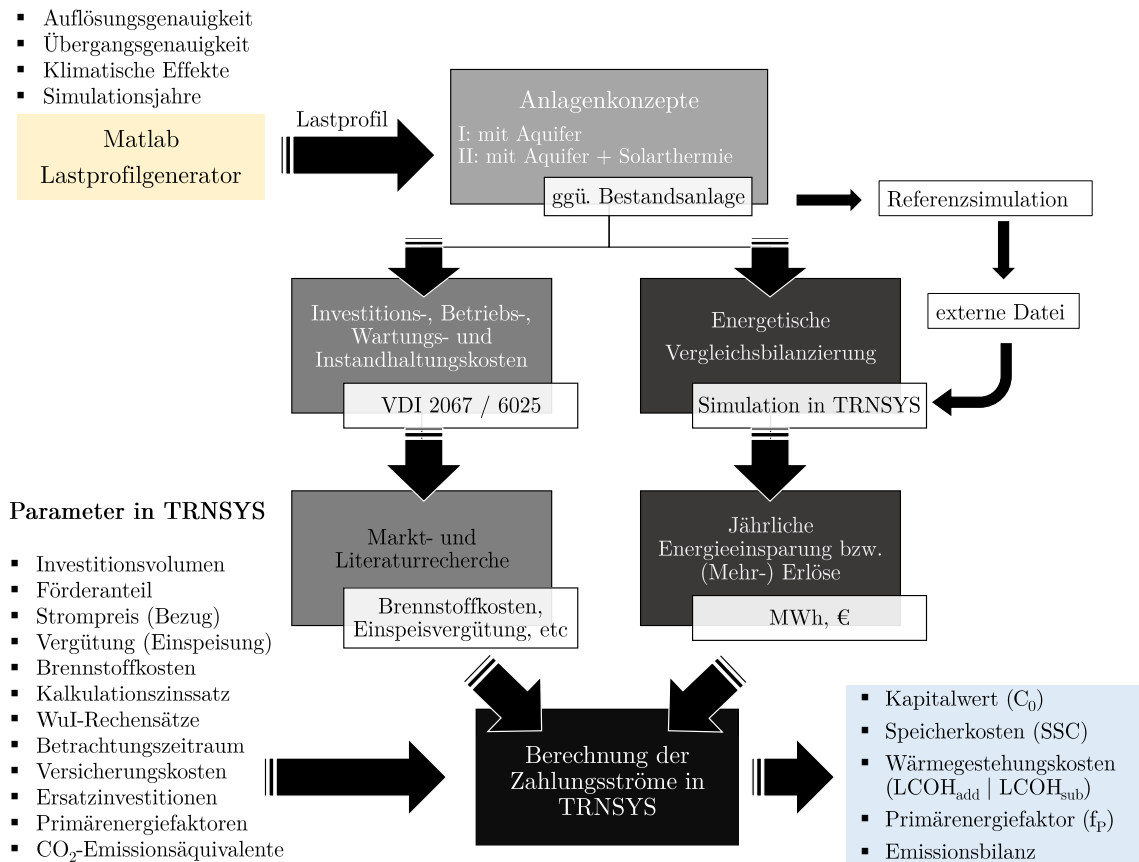 ▪ Auflösungsgenauigkeit
▪ Übergangsgenauigkeit
▪ Klimatische Effekte
▪ Simulationsjahre
Matlab
Lastprofilgenerator
Lastprofil
Anlagenkonzepte
I: mit Aquifer
II: mit Aquifer + Solarthermie
ggü. Bestandsanlage
Referenzsimulation
externe Datei
Investitions-, Betriebs-,
Wartungs- und
Instandhaltungskosten
VDI 2067 / 6025
Energetische
Vergleichsbilanzierung
Simulation in TRNSYS
Markt- und
Literaturrecherche
Brennstoffkosten,
Einspeisvergütung, etc
Jährliche
Energieeinsparung bzw.
(Mehr-) Erlöse
MWh, €
Parameter in TRNSYS
▪ Investitionsvolumen
▪ Förderanteil
▪ Strompreis (Bezug)
▪ Vergütung (Einspeisung)
▪ Brennstoffkosten
▪ Kalkulationszinssatz
▪ WuI-Rechensätze
▪ Betrachtungszeitraum
▪ Versicherungskosten
▪ Ersatzinvestitionen
▪ Primärenergiefaktoren
▪ CO₂-Emissionsäquivalente
Berechnung der
Zahlungsströme in
TRNSYS
▪ Kapitalwert (C₀)
▪ Speicherkosten (SSC)
▪ Wärmegestehungskosten
(LCOH_add | LCOH_sub)
▪ Primärenergiefaktor (f_P)
▪ Emissionsbilanz